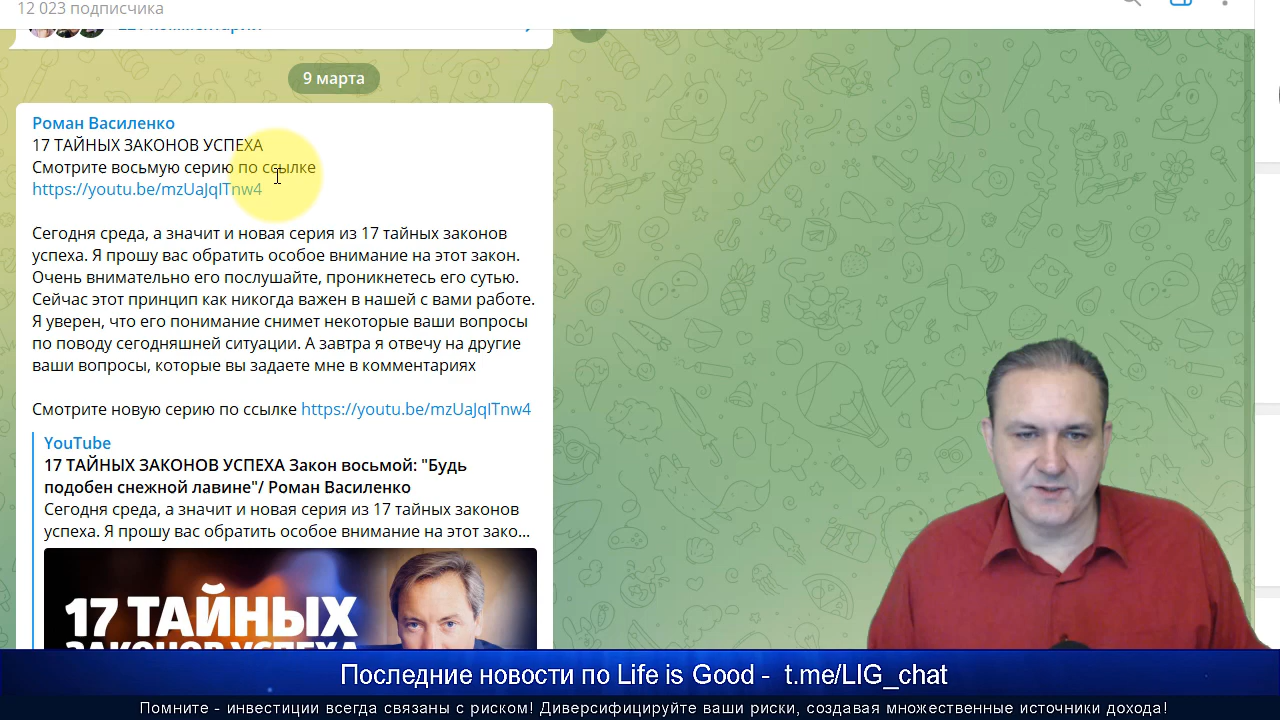 12 023 подписчика
9 марта
Роман Василенко
17 ТАЙНЫХ ЗАКОНОВ УСПЕХА
Смотрите восьмую серию по ссылке
https://youtu.be/mzUaJqITnw4
Сегодня среда, а значит и новая серия из 17 тайных законов
успеха. Я прошу вас обратить особое внимание на этот закон.
Очень внимательно его послушайте, проникнетесь его сутью.
Сейчас этот принцип как никогда важен в нашей с вами работе.
Я уверен, что его понимание снимет некоторые ваши вопросы
по поводу сегодняшней ситуации. А завтра я отвечу на другие
ваши вопросы, которые вы задаете мне в комментариях
Смотрите новую серию по ссылке https://youtu.be/mzUaJqITnw4
YouTube
17 ТАЙНЫХ ЗАКОНОВ УСПЕХА Закон восьмой: "Будь
подобен снежной лавине"/ Роман Василенко
Сегодня среда, а значит и новая серия из 17 тайных законов
успеха. Я прошу вас обратить особое внимание на этот зако...
17 ТАЙНЫХ
ЗАКОНОВ УСПЕХА
Последние новости по Life is Good - t.me/LIG_chat
Помните - инвестиции всегда связаны с риском! Диверсифицируйте ваши риски, создавая множественные источники дохода!